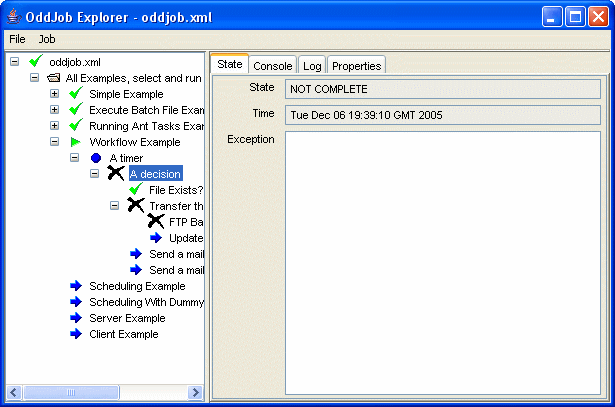 OddJob Explorer - oddjob.xml
File Job
oddjob.xml
All Examples, select and run
Simple Example
Execute Batch File Exam
Running Ant Tasks Exar
Workflow Example
A timer
A decision
File Exists?
Transfer th
FTP Ba
Update
Send a mail
Send a mail
Scheduling Example
Scheduling With Dummy
Server Example
Client Example
State Console Log Properties
State NOT COMPLETE
Time Tue Dec 06 19:39:10 GMT 2005
Exception